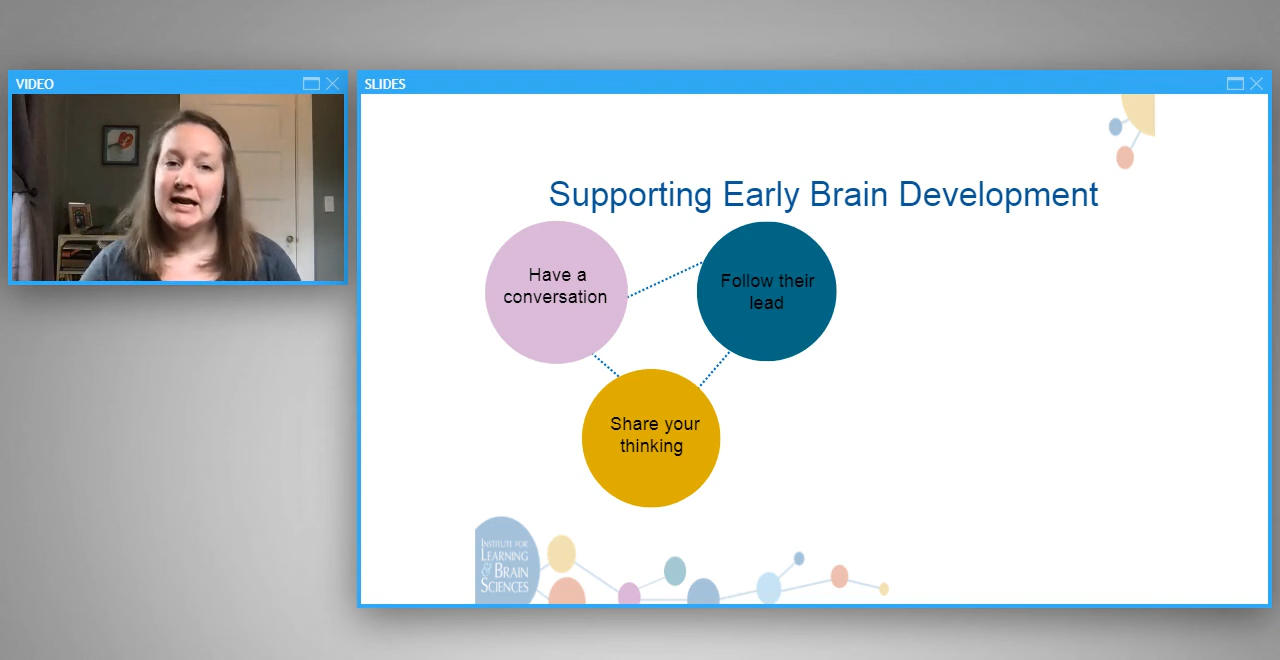 VIDEO
SLIDES
Supporting Early Brain Development
Have a
conversation
Follow their
lead
Share your
thinking
INSTITUTE FOR
LEARNING
& BRAIN
SCIENCES